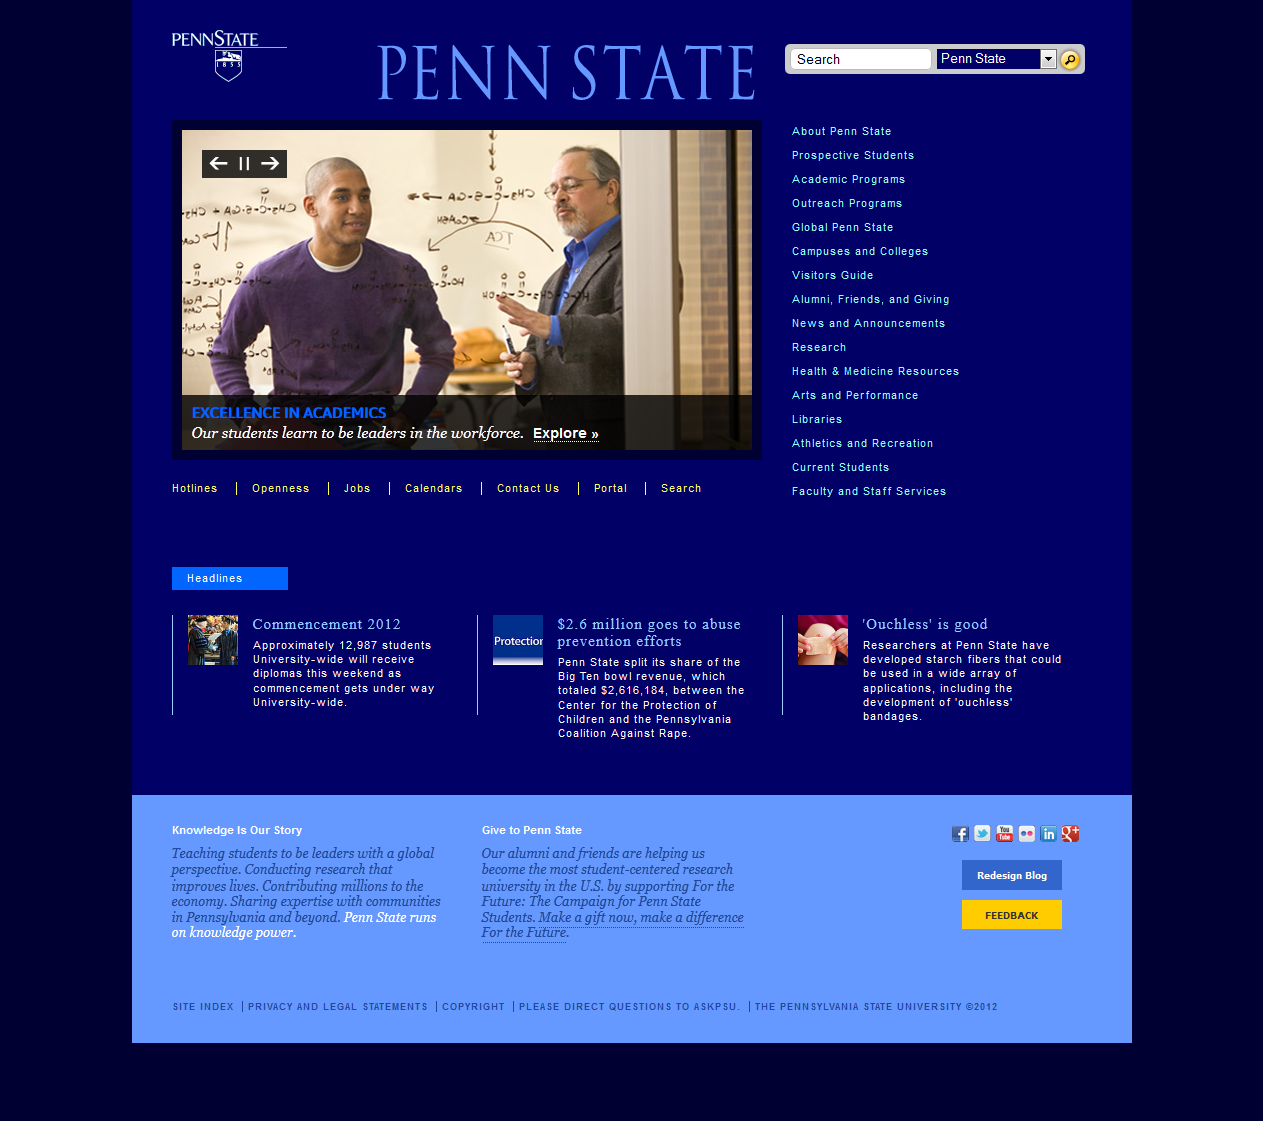 PENNSTATE
1855
PENN STATE
Search
Penn State
About Penn State
Prospective Students
Academic Programs
Outreach Programs
Global Penn State
Campuses and Colleges
Visitors Guide
Alumni, Friends, and Giving
News and Announcements
Research
Health & Medicine Resources
Arts and Performance
Libraries
Athletics and Recreation
Current Students
Faculty and Staff Services
EXCELLENCE IN ACADEMICS
Our students learn to be leaders in the workforce. Explore »
Hotlines
Openness
Jobs
Calendars
Contact Us
Portal
Search
Headlines
Commencement 2012
Approximately 12,987 students
University-wide will receive
diplomas this weekend as
commencement gets under way
University-wide.
Protection
$2.6 million goes to abuse
prevention efforts
Penn State split its share of the
Big Ten bowl revenue, which
totaled $2,616,184, between the
Center for the Protection of
Children and the Pennsylvania
Coalition Against Rape.
'Ouchless' is good
Researchers at Penn State have
developed starch fibers that could
be used in a wide array of
applications, including the
development of 'ouchless'
bandages.
Knowledge Is Our Story
Teaching students to be leaders with a global
perspective. Conducting research that
improves lives. Contributing millions to the
economy. Sharing expertise with communities
in Pennsylvania and beyond. Penn State runs
on knowledge power.
Give to Penn State
Our alumni and friends are helping us
become the most student-centered research
university in the U.S. by supporting For the
Future: The Campaign for Penn State
Students. Make a gift now, make a difference
For the Future.
You Tube
in
g+
Redesign Blog
FEEDBACK
SITE INDEX | PRIVACY AND LEGAL STATEMENTS | COPYRIGHT | PLEASE DIRECT QUESTIONS TO ASKPSU. | THE PENNSYLVANIA STATE UNIVERSITY ©2012